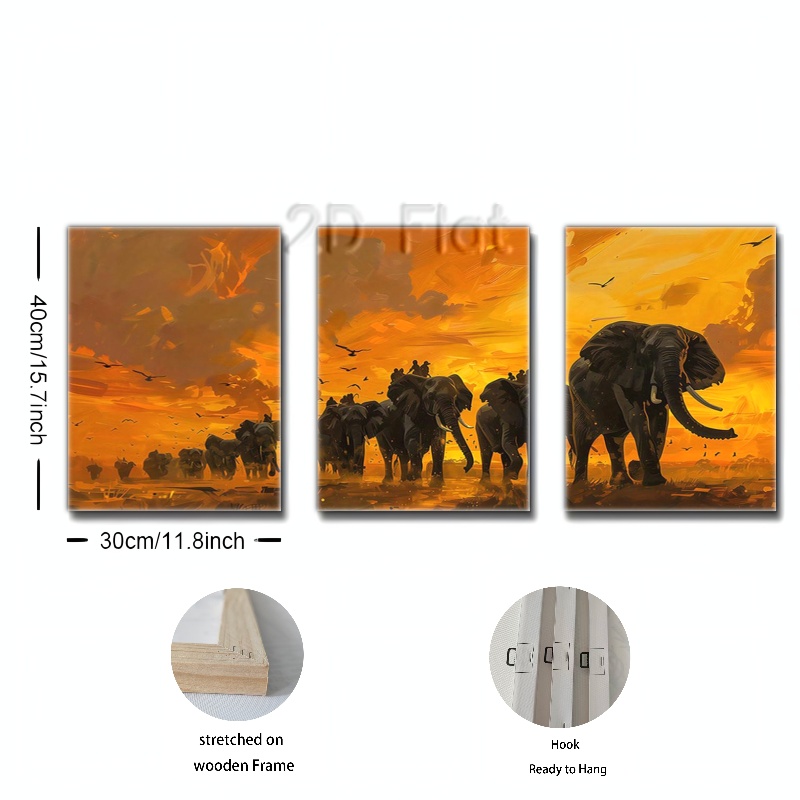 2D Flat
40cm/15.7inch
30cm/11.8inch
stretched on
wooden Frame
Hook
Ready to Hang